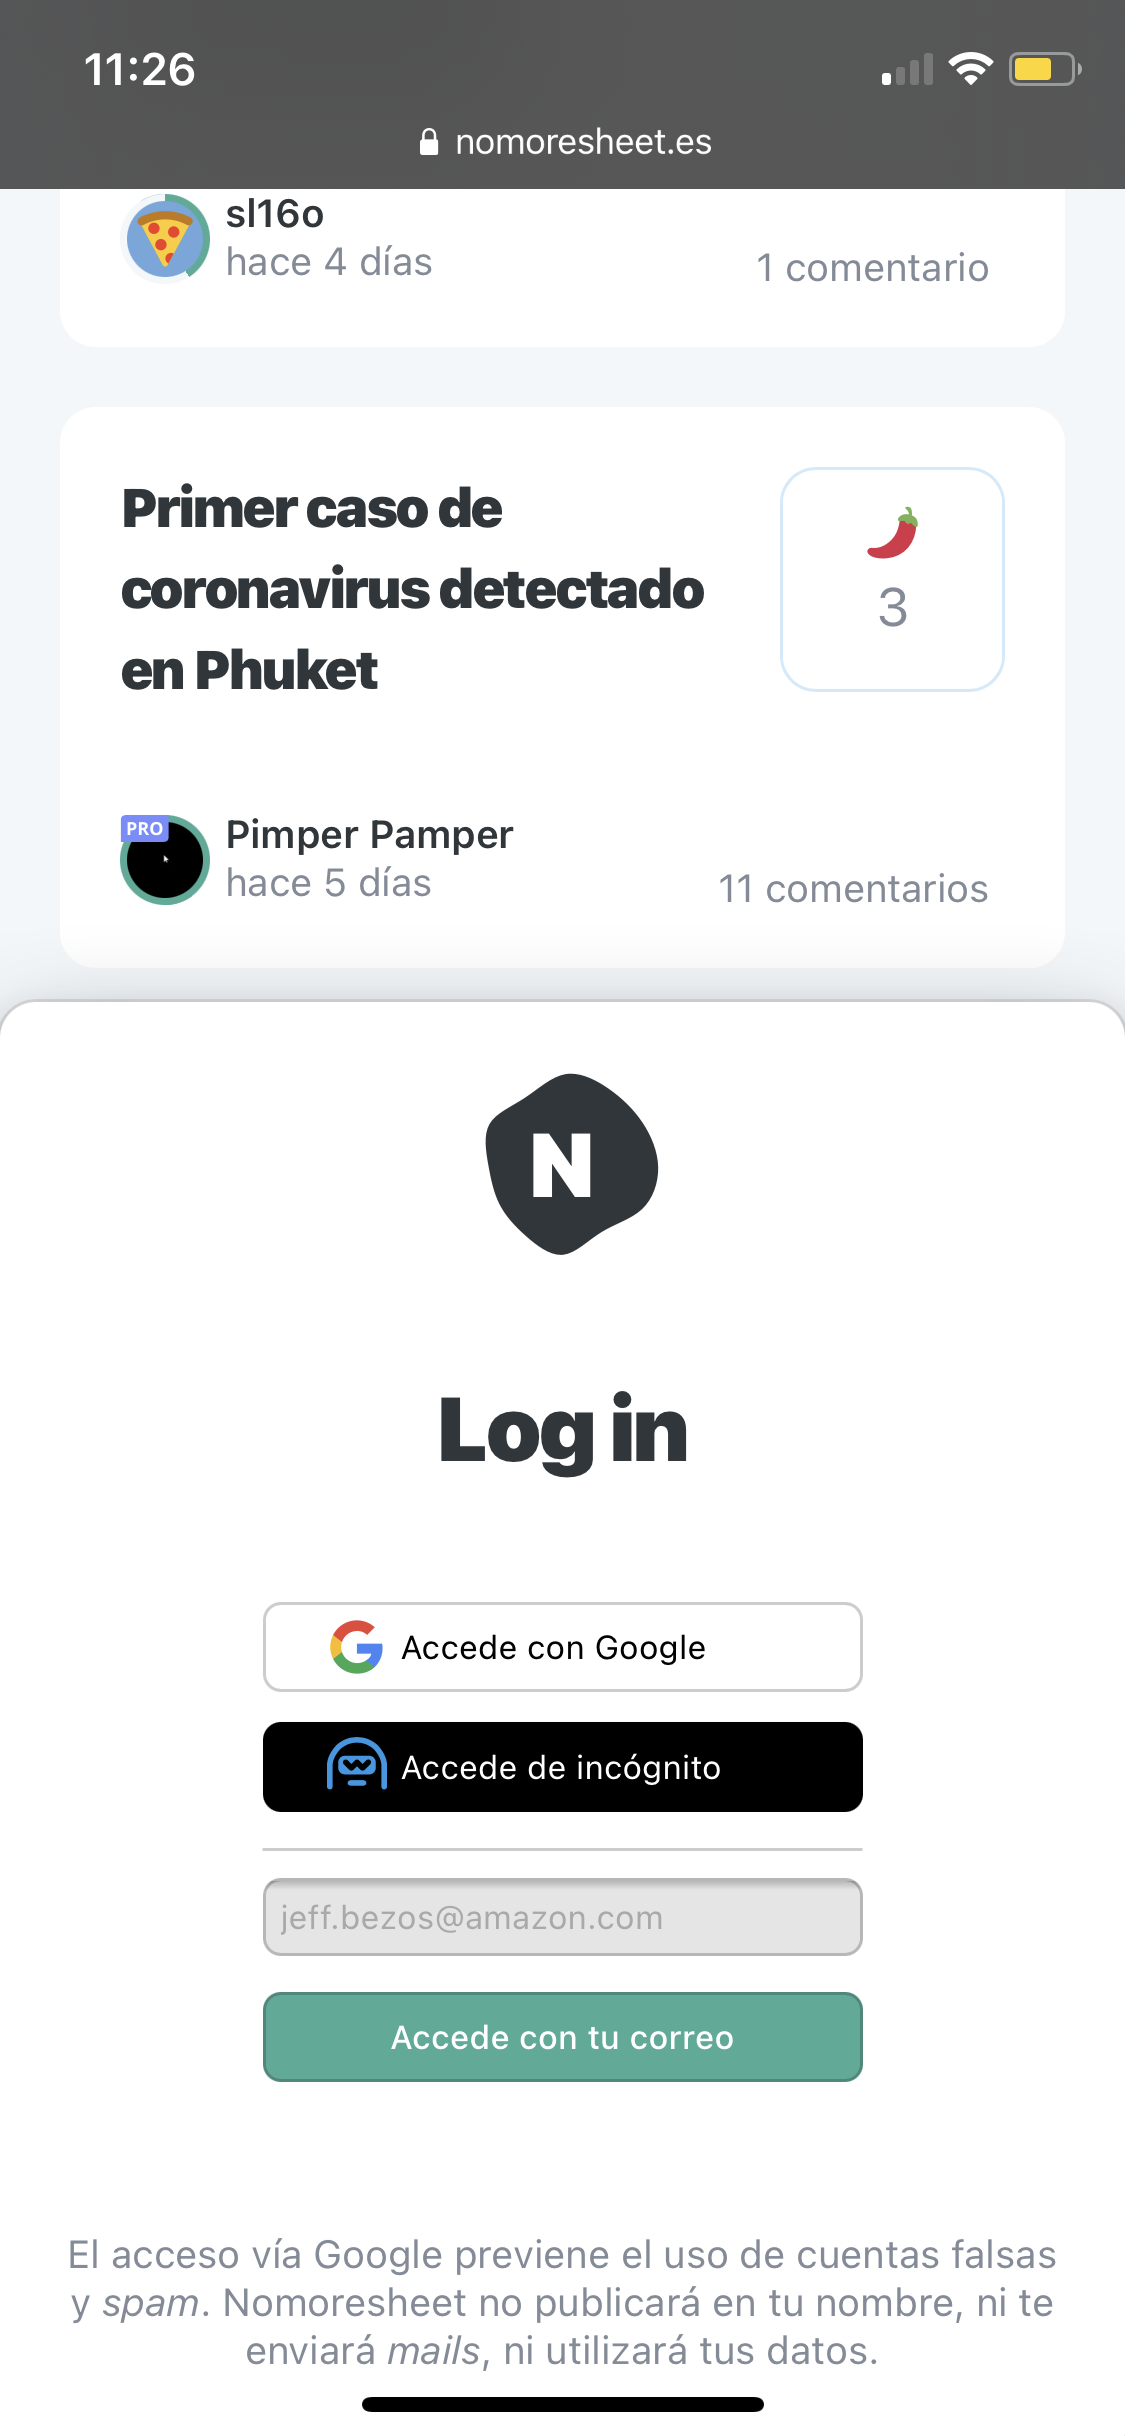 11:26
nomoresheet.es
sl16o
hace 4 días
1 comentario
Primer caso de
coronavirus detectado
en Phuket
3
PRO
Pimper Pamper
hace 5 días
11 comentarios
N
Log in
Accede con Google
Accede de incógnito
jeff.bezos@amazon.com
Accede con tu correo
El acceso vía Google previene el uso de cuentas falsas
y spam. Nomoresheet no publicará en tu nombre, ni te
enviará mails, ni utilizará tus datos.